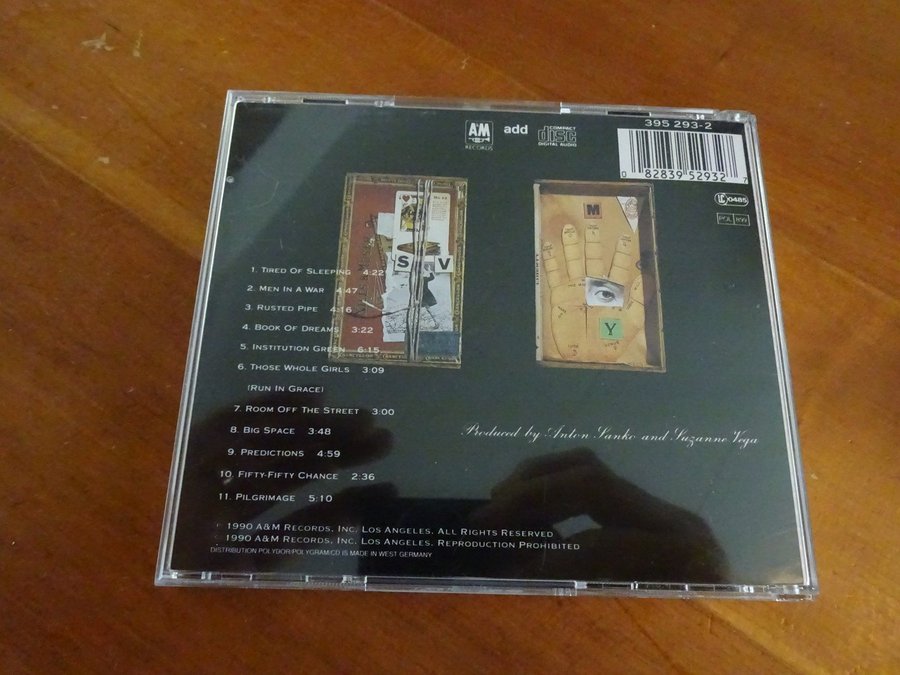 A&M
RECORDS
add
COMPACT
disc
DIGITAL AUDIO
395 293-2
0 82839 52932 7
LC 0485
S V
M
Y
1. TIRED OF SLEEPING 4:22
2. MEN IN A WAR 4:47
3. RUSTED PIPE 4:16
4. BOOK OF DREAMS 3:22
5. INSTITUTION GREEN 6:15
6. THOSE WHOLE GIRLS 3:09
(RUN IN GRACE)
7. ROOM OFF THE STREET 3:00
8. BIG SPACE 3:48
9. PREDICTIONS 4:59
10. FIFTY-FIFTY CHANCE 2:36
11. PILGRIMAGE 5:10
Produced by Anton Sanko and Suzanne Vega
℗ 1990 A&M RECORDS, INC. LOS ANGELES. ALL RIGHTS RESERVED
© 1990 A&M RECORDS, INC. LOS ANGELES. REPRODUCTION PROHIBITED
DISTRIBUTION POLYDOR/POLYGRAM/CD IS MADE IN WEST GERMANY